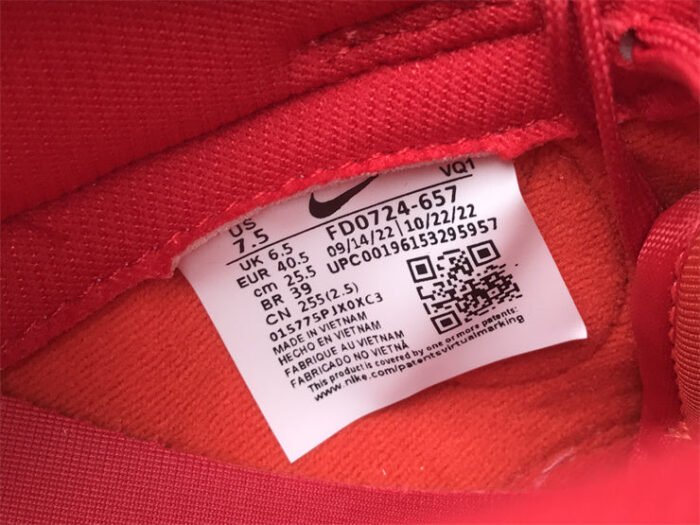 VQ1
US
7.5
FD0724-657
UK 6.5
09/14/22 | 10/22/22
EUR 40.5
UPC00196153295957
cm 25.5
BR 39
CN 255(2.5)
015775PJX0XC3
MADE IN VIETNAM
HECHO EN VIETNAM
FABRIQUE AU VIETNAM
FABRICADO NO VIETNÃ
This product is covered by one or more patents:
www.nike.com/patentsvirtualmarking